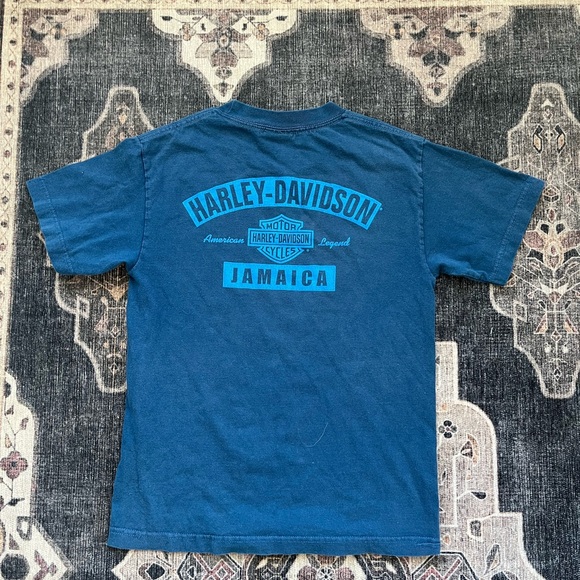 HARLEY-DAVIDSON
MOTOR
American HARLEY-DAVIDSON Legend
CYCLES
JAMAICA